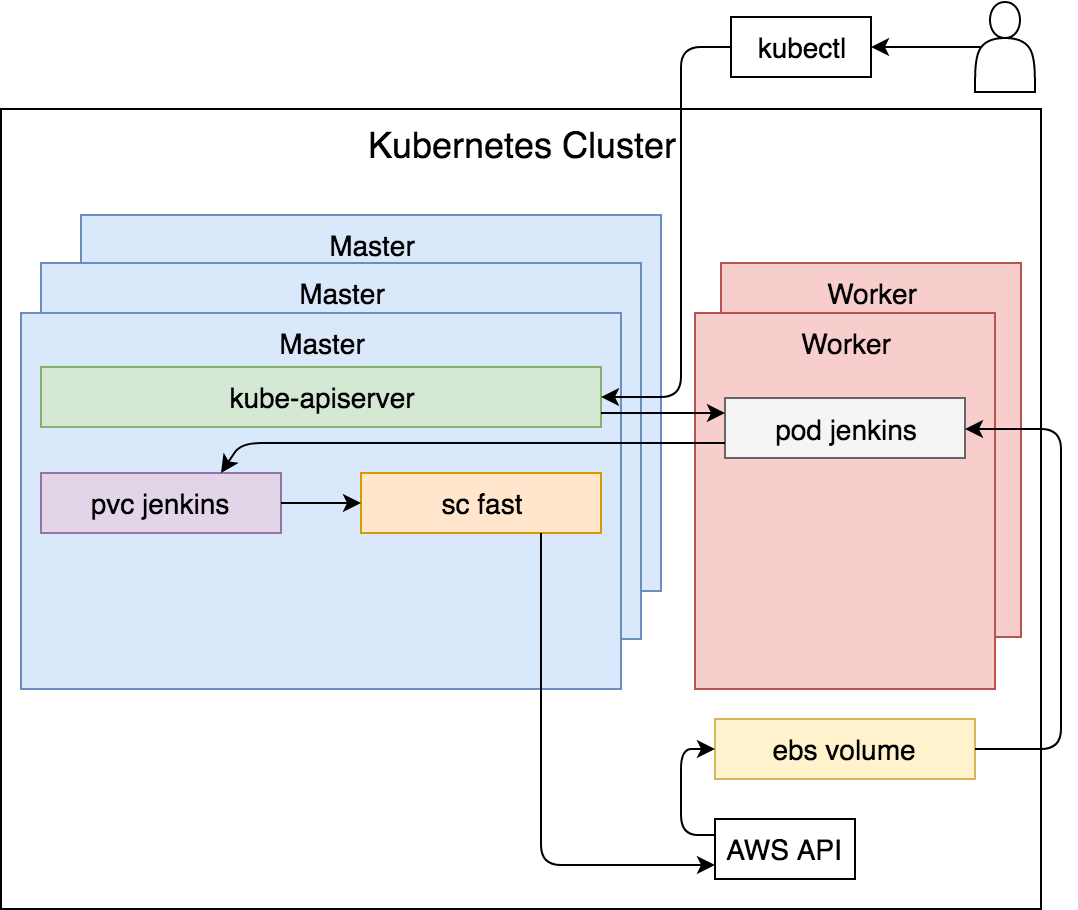 kubectl
Kubernetes Cluster
Master
Master
Worker
Master
Worker
kube-apiserver
pod jenkins
pvc jenkins
sc fast
ebs volume
AWS API